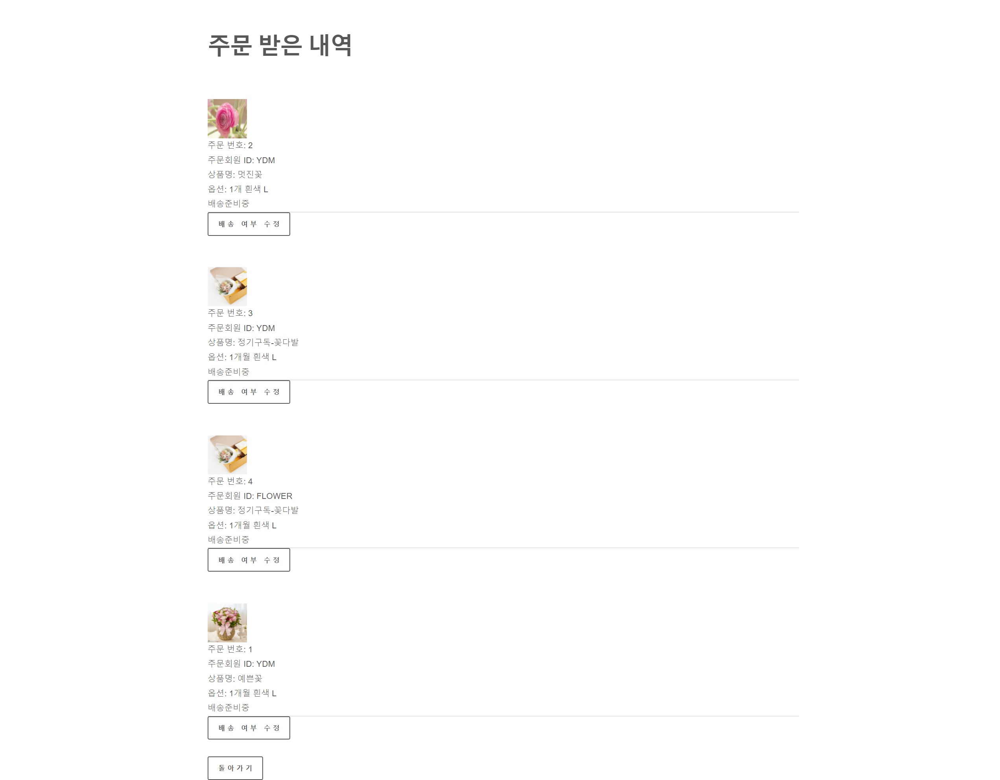 주문 받은 내역
주문 번호: 2
주문회원 ID: YDM
상품명: 멋진꽃
옵션: 1개 흰색 L
배송준비중
배송 여부 수정
주문 번호: 3
주문회원 ID: YDM
상품명: 정기구독-꽃다발
옵션: 1개월 흰색 L
배송준비중
배송 여부 수정
주문 번호: 4
주문회원 ID: FLOWER
상품명: 정기구독-꽃다발
옵션: 1개월 흰색 L
배송준비중
배송 여부 수정
주문 번호: 1
주문회원 ID: YDM
상품명: 예쁜꽃
옵션: 1개월 흰색 L
배송준비중
배송 여부 수정
돌아가기